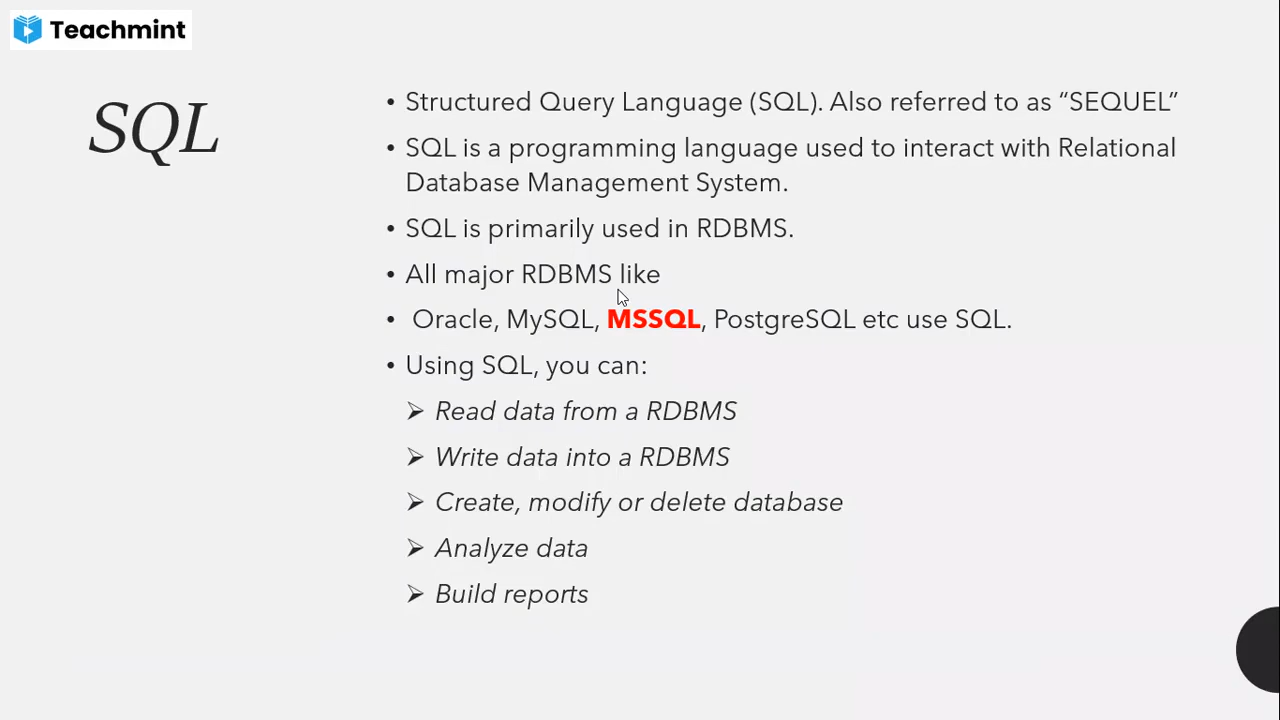 Teachmint
SQL
• Structured Query Language (SQL). Also referred to as “SEQUEL”
• SQL is a programming language used to interact with Relational
Database Management System.
• SQL is primarily used in RDBMS.
• All major RDBMS like
• Oracle, MySQL, MSSQL, PostgreSQL etc use SQL.
• Using SQL, you can:
➢ Read data from a RDBMS
➢ Write data into a RDBMS
➢ Create, modify or delete database
➢ Analyze data
➢ Build reports